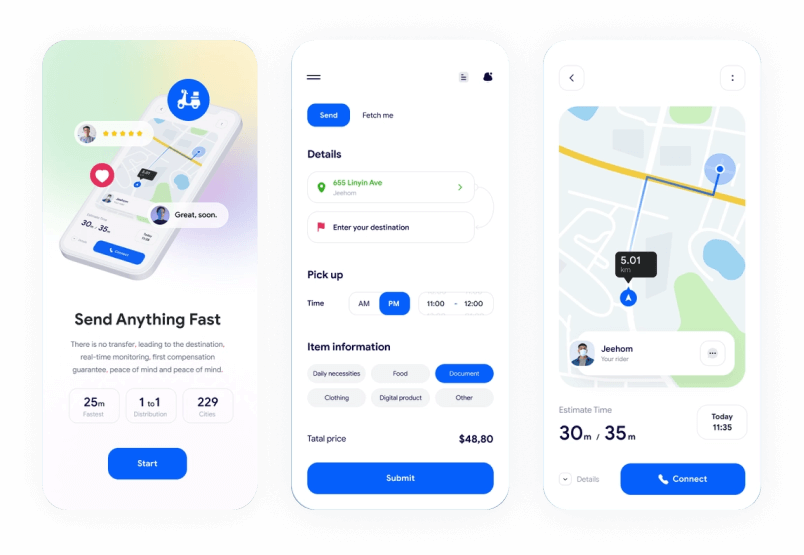 5.01
km
Great, soon.
Jeehom
Estimate Time
30m / 35m
Today
11:35
Connect
Send Anything Fast
There is no transfer, leading to the destination,
real-time monitoring, first compensation
guarantee, peace of mind and peace of mind.
25m
Fastest
1 to1
Distribution
229
Cities
Start
Send
Fetch me
Details
655 Linyin Ave
Jeehom
Enter your destination
Pick up
Time
AM
PM
11:00 - 12:00
Item information
Daily necessities
Food
Document
Clothing
Digital product
Other
Tatal price
$48,80
Submit
5.01
km
Jeehom
Your rider
Estimate Time
30m / 35m
Today
11:35
Details
Connect